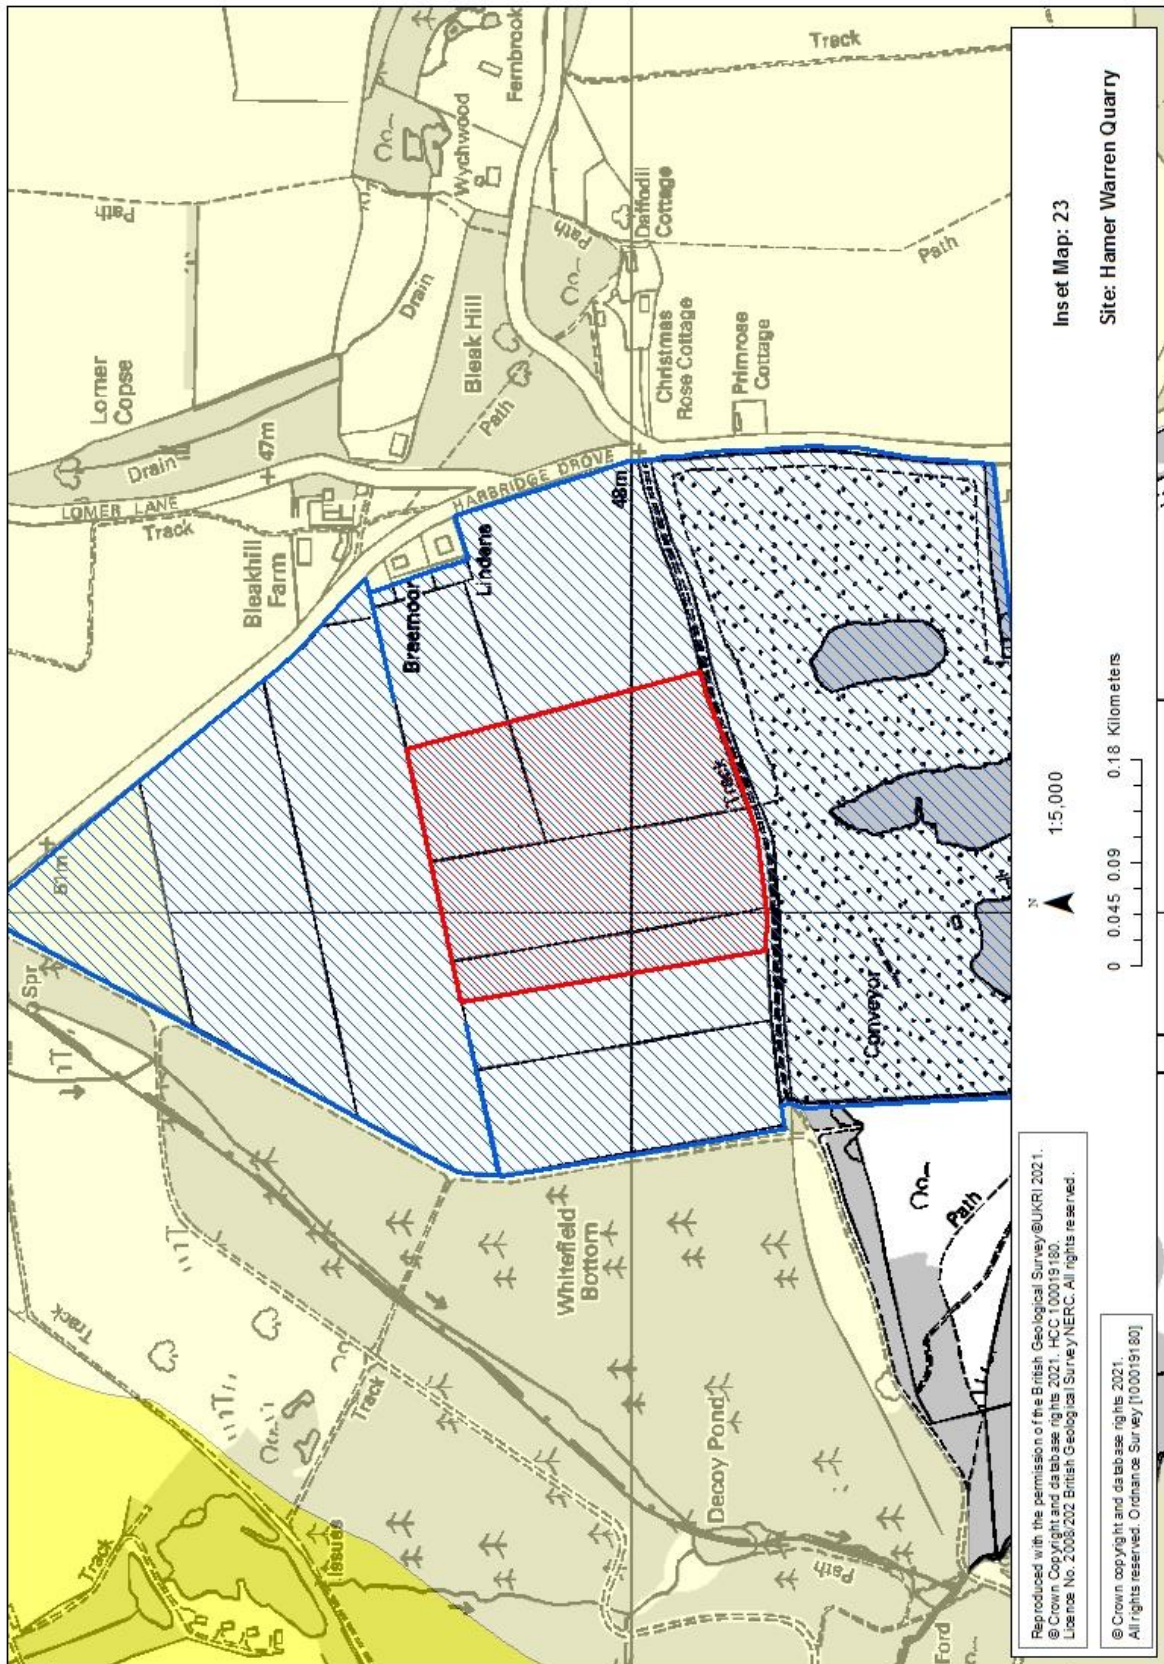 Track
Fernbrook
Wychwood
Path
Path
Daffodil
Cottage
Path
Drain
Bleak Hill
Lomer
Copse
Path
Christmas
Rose Cottage
Primrose
Cottage
Drain
47m
LOMER LANE
Track
HARBRIDGE DROVE
48m
Bleakhill
Farm
Braemoor
Lindens
51m
Track
Spr
Conveyor
Whitefield
Bottom
Path
Track
Track
Decoy Pond
Path
Track
Issues
Ford
Inset Map: 23
Site: Hamer Warren Quarry
1:5,000
N
0 0.045 0.09 0.18 Kilometers
Reproduced with the permission of the British Geological Survey ©UKRI 2021.
© Crown Copyright and database rights 2021. HCC 100019180.
Licence No. 2008/202 British Geological Survey NERC. All rights reserved.
© Crown copyright and database rights 2021.
All rights reserved. Ordnance Survey [100019180]